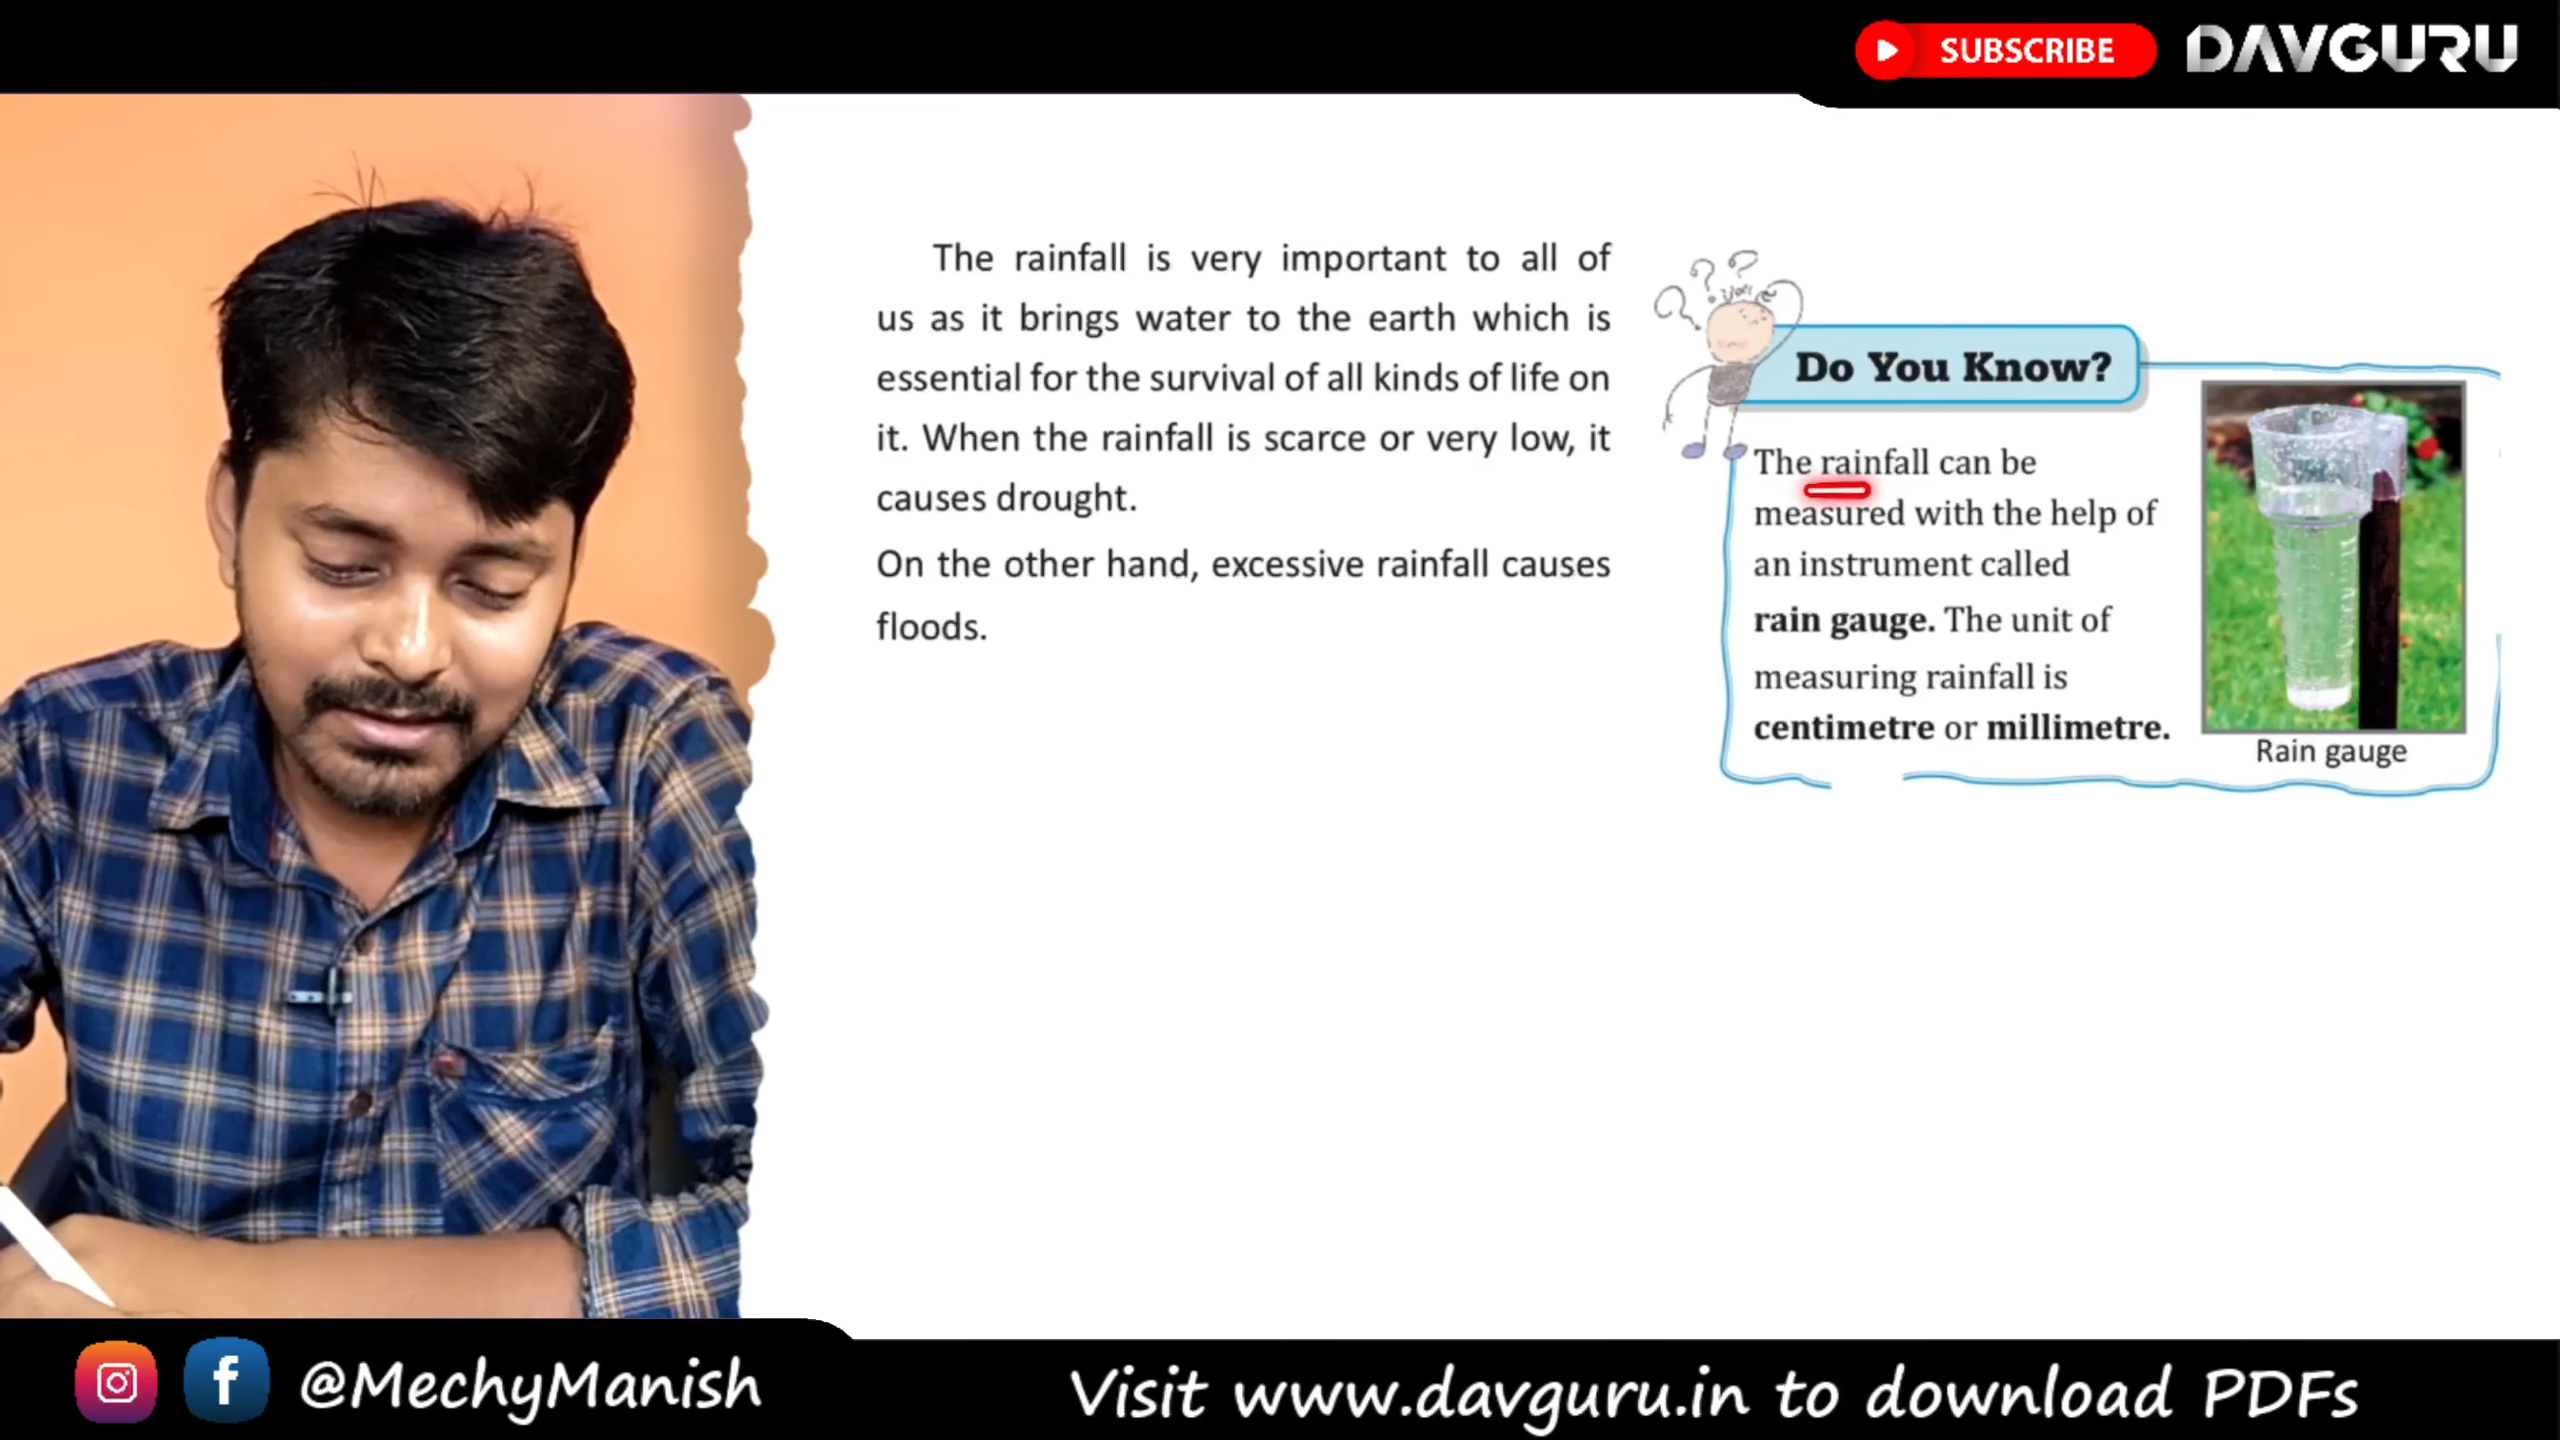 SUBSCRIBE DAVGURU
The rainfall is very important to all of
us as it brings water to the earth which is
essential for the survival of all kinds of life on
it. When the rainfall is scarce or very low, it
causes drought.
On the other hand, excessive rainfall causes
floods.
Do You Know?
The rainfall can be
measured with the help of
an instrument called
rain gauge. The unit of
measuring rainfall is
centimetre or millimetre.
Rain gauge
@MechyManish
Visit www.davguru.in to download PDFs